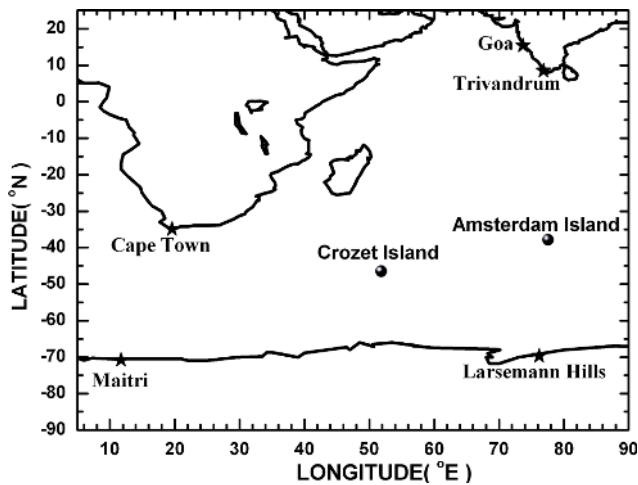 20
10
0
-10
-20
-30
-40
-50
-60
-70
-80
-90
LATITUDE( °N)
Goa
Trivandrum
Cape Town
Amsterdam Island
Crozet Island
Maitri
Larsemann Hills
10 20 30 40 50 60 70 80 90
LONGITUDE( °E)